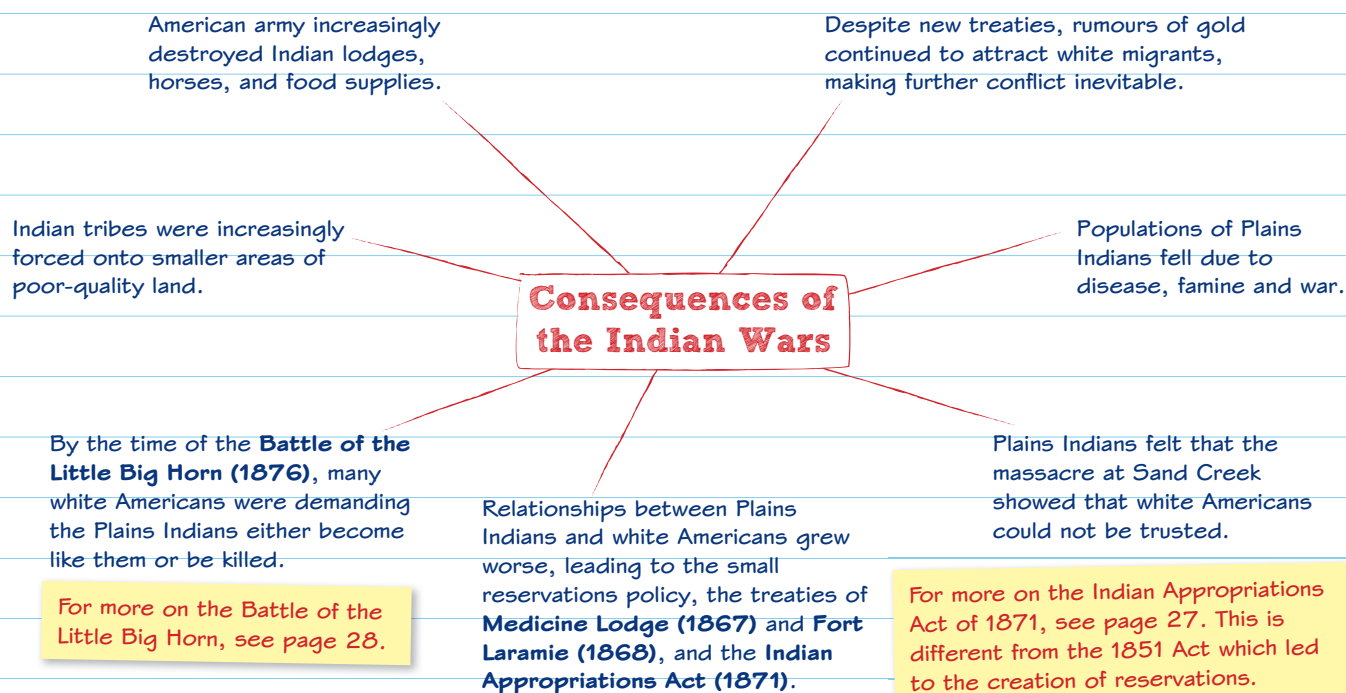 American army increasingly
destroyed Indian lodges,
horses, and food supplies.
Despite new treaties, rumours of gold
continued to attract white migrants,
making further conflict inevitable.
Indian tribes were increasingly
forced onto smaller areas of
poor-quality land.
Consequences of
the Indian Wars
Populations of Plains
Indians fell due to
disease, famine and war.
By the time of the Battle of the
Little Big Horn (1876), many
white Americans were demanding
the Plains Indians either become
like them or be killed.
For more on the Battle of the
Little Big Horn, see page 28.
Relationships between Plains
Indians and white Americans grew
worse, leading to the small
reservations policy, the treaties of
Medicine Lodge (1867) and Fort
Laramie (1868), and the Indian
Appropriations Act (1871).
Plains Indians felt that the
massacre at Sand Creek
showed that white Americans
could not be trusted.
For more on the Indian Appropriations
Act of 1871, see page 27. This is
different from the 1851 Act which led
to the creation of reservations.